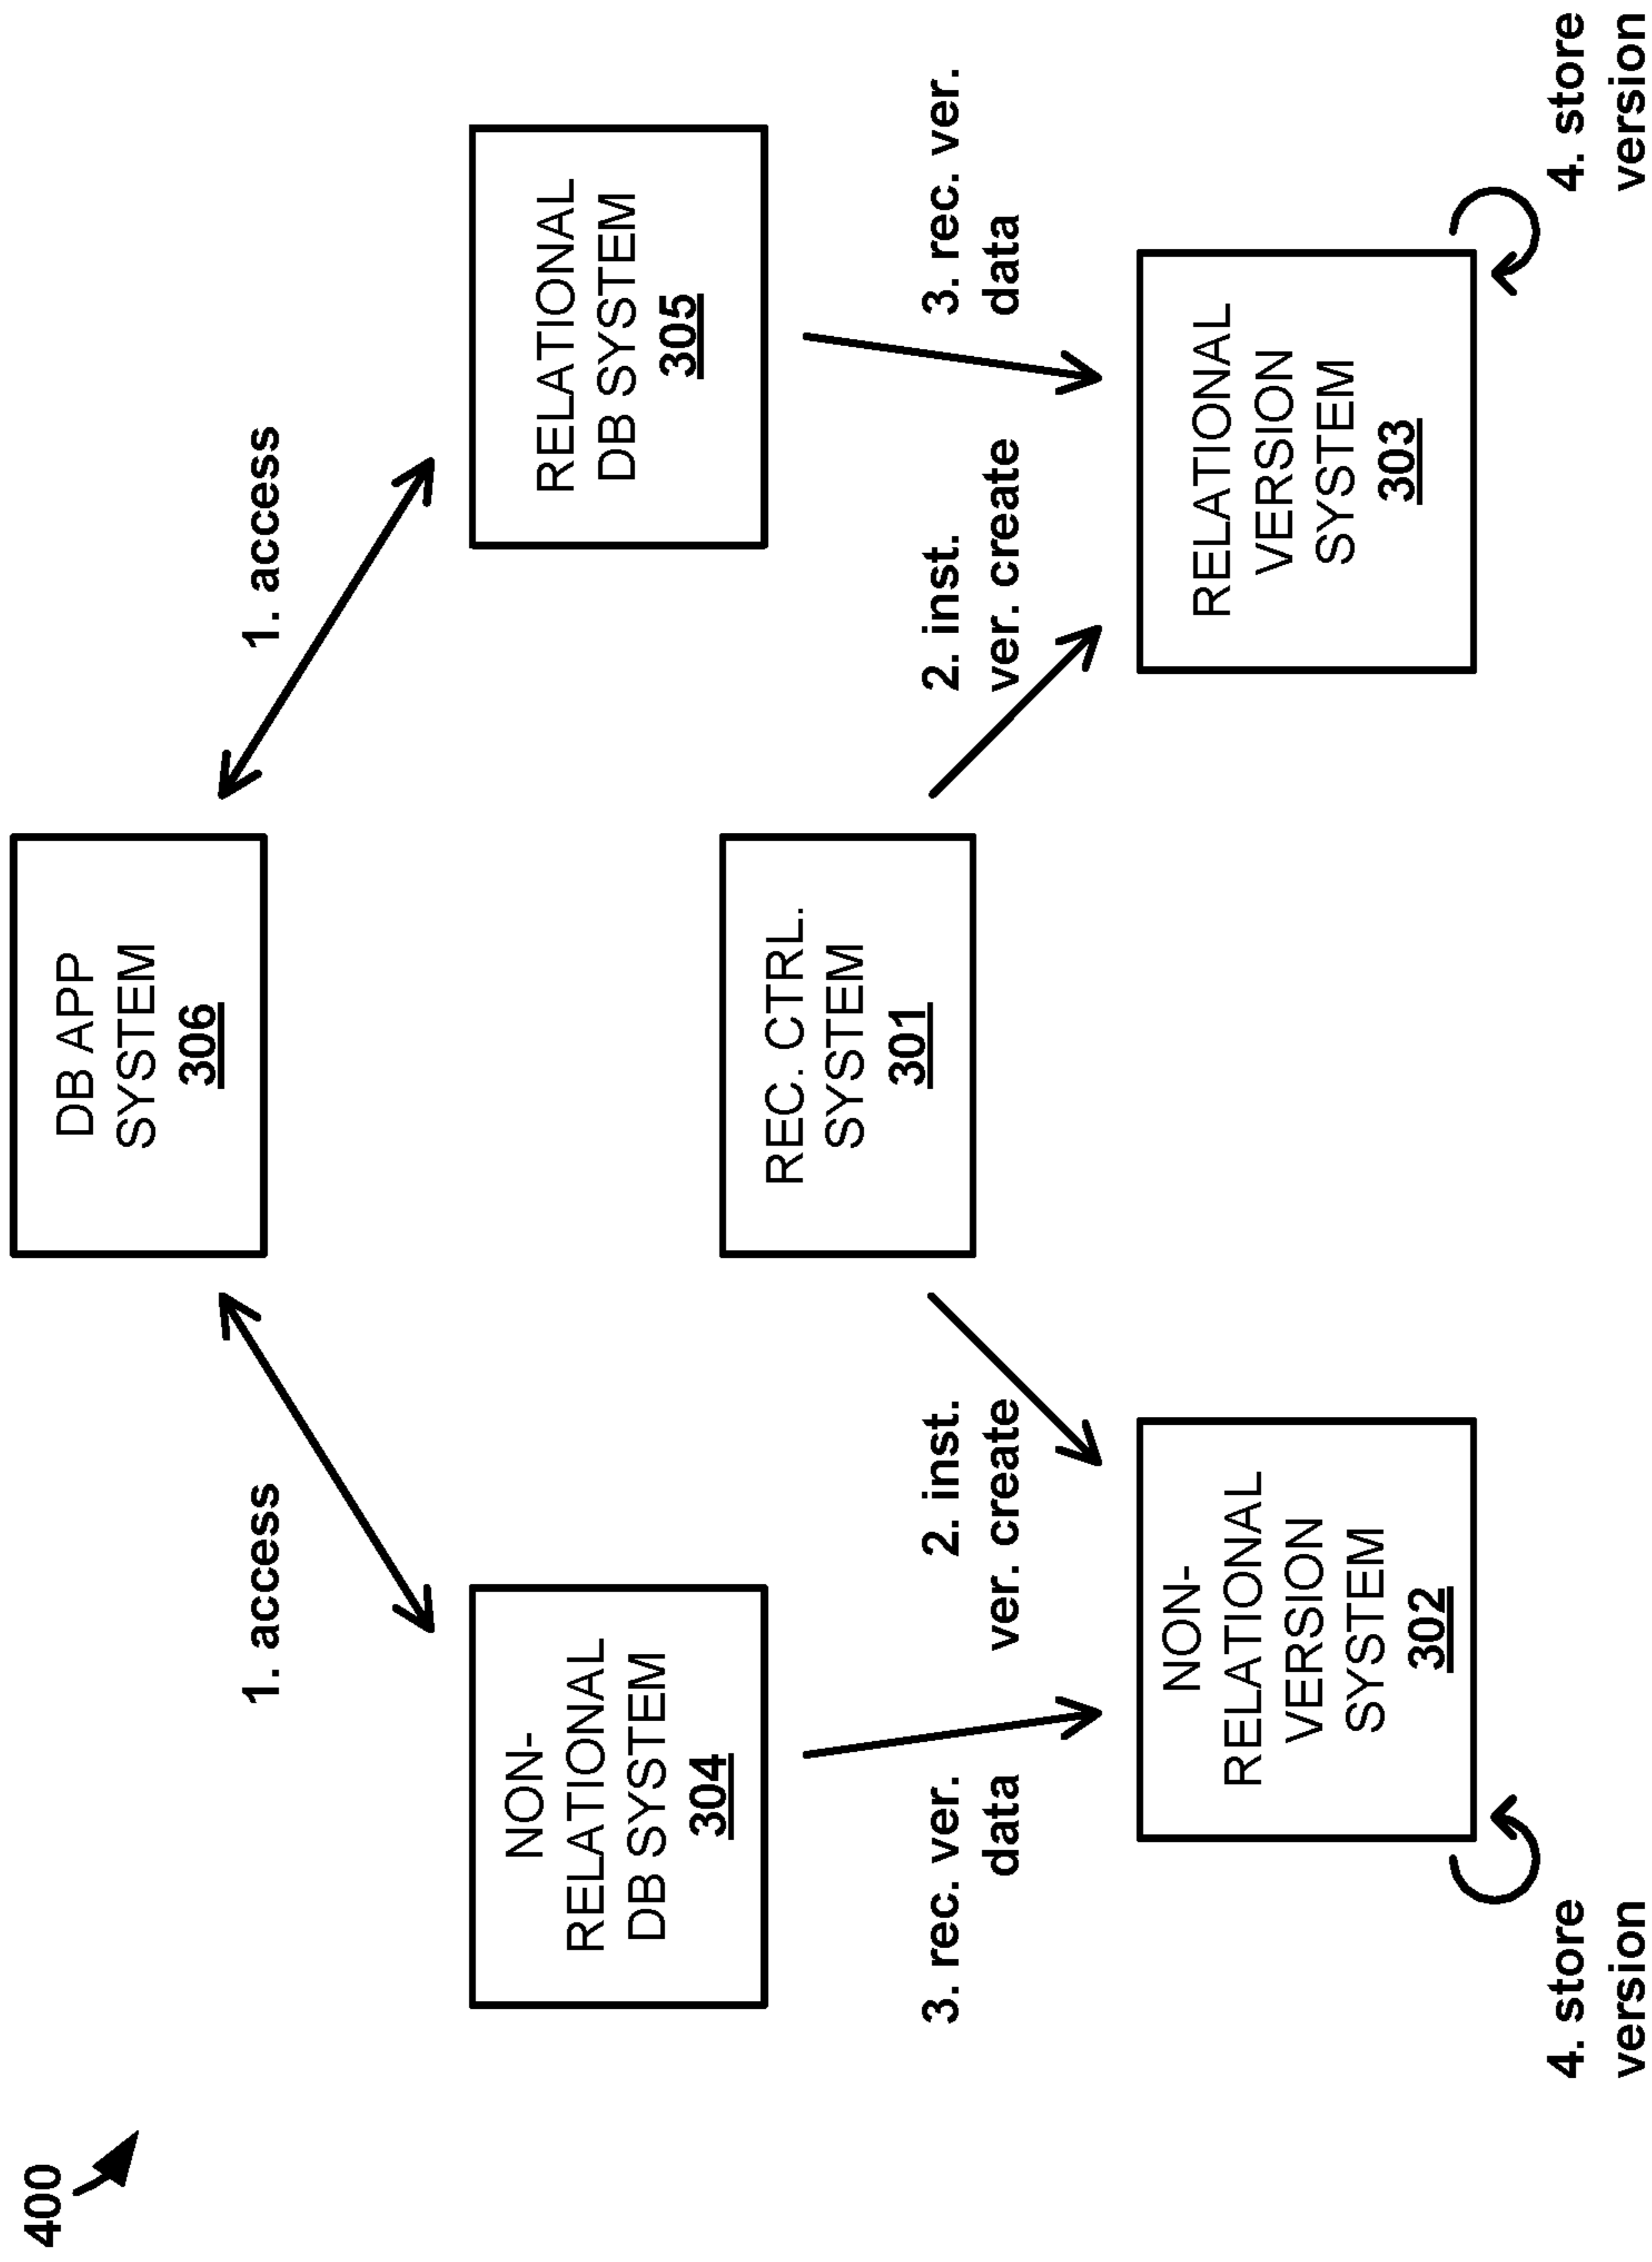 400
DB APP
SYSTEM
306
1. access
1. access
NON-
RELATIONAL
DB SYSTEM
304
RELATIONAL
DB SYSTEM
305
REC. CTRL.
SYSTEM
301
3. rec. ver.
data
2. inst.
ver. create
2. inst.
ver. create
3. rec. ver.
data
NON-
RELATIONAL
VERSION
SYSTEM
302
RELATIONAL
VERSION
SYSTEM
303
4. store
version
4. store
version